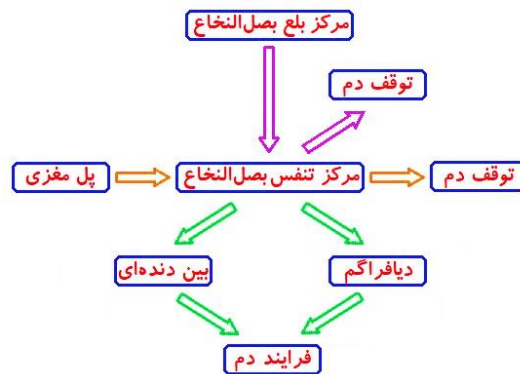 مرکز بلع بصل‌النخاع
توقف دم
توقف دم
مرکز تنفس بصل‌النخاع
پل مغزی
دیافراگم
بین دنده‌ای
فرایند دم